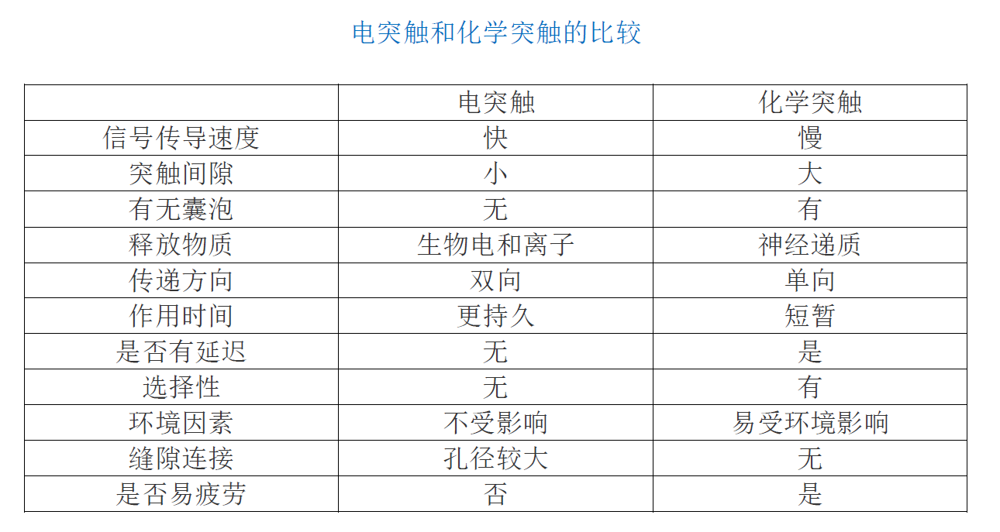 电突触和化学突触的比较
电突触 化学突触
信号传导速度 快 慢
突触间隙 小 大
有无囊泡 无 有
释放物质 生物电和离子 神经递质
传递方向 双向 单向
作用时间 更持久 短暂
是否有延迟 无 是
选择性 无 有
环境因素 不受影响 易受环境影响
缝隙连接 孔径较大 无
是否易疲劳 否 是